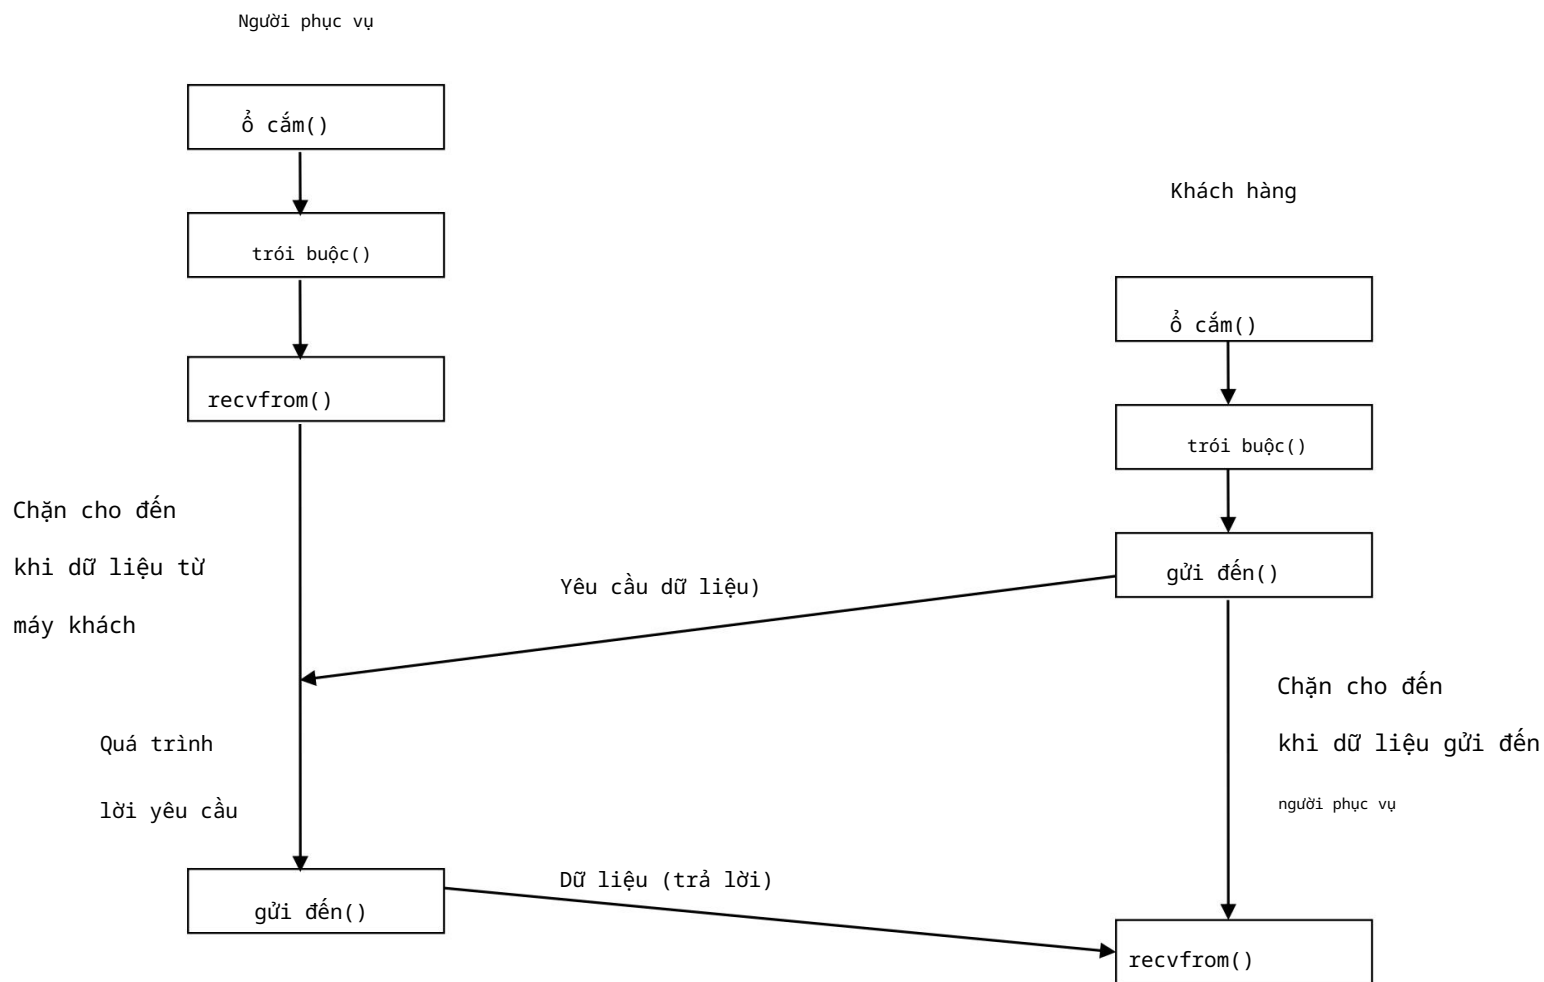 Người phục vụ
ổ cắm()
trói buộc()
recvfrom()
Chặn cho đến
khi dữ liệu từ
máy khách
Quá trình
lời yêu cầu
gửi đến()
Yêu cầu dữ liệu)
Dữ liệu (trả lời)
Khách hàng
ổ cắm()
trói buộc()
gửi đến()
Chặn cho đến
khi dữ liệu gửi đến
người phục vụ
recvfrom()